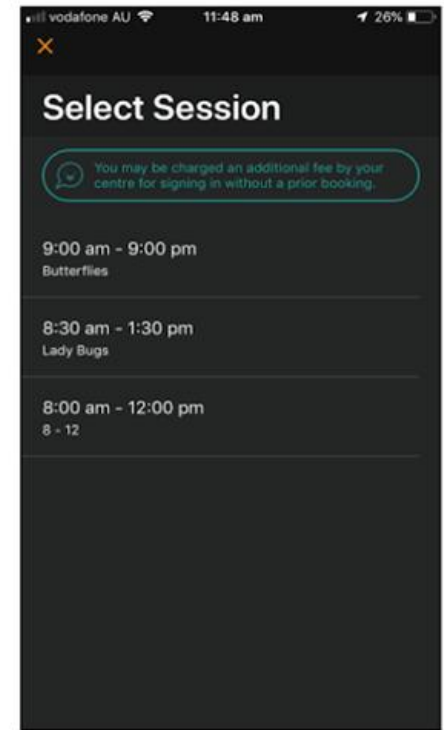 vodafone AU 11:48 am 26%
Select Session
You may be charged an additional fee by your
centre for signing in without a prior booking.
9:00 am - 9:00 pm
Butterflies
8:30 am - 1:30 pm
Lady Bugs
8:00 am - 12:00 pm
8 - 12